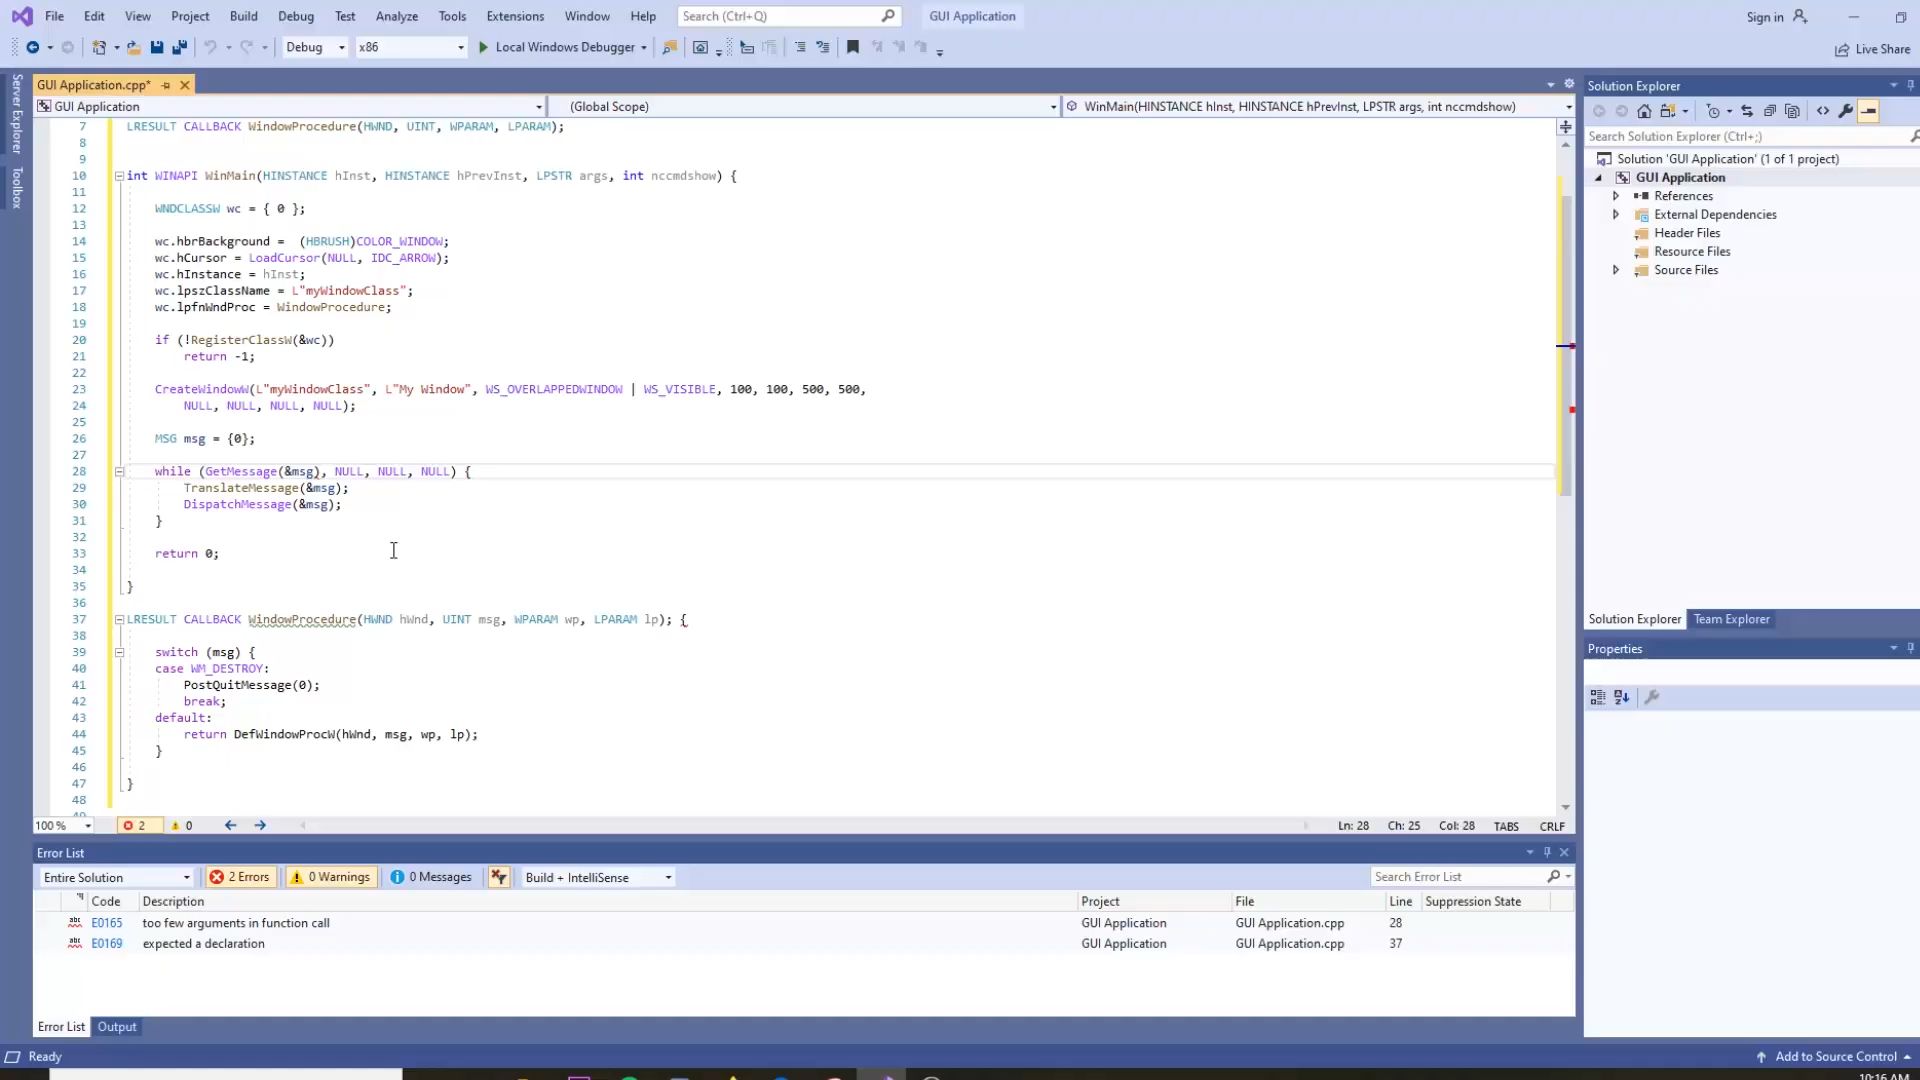 File Edit View Project Build Debug Test Analyze Tools Extensions Window Help Search (Ctrl+Q) GUI Application Sign in
Debug x86 Local Windows Debugger Live Share
Server Explorer
Toolbox
GUI Application.cpp*
GUI Application (Global Scope) WinMain(HINSTANCE hInst, HINSTANCE hPrevInst, LPSTR args, int nccmdshow)
7 LRESULT CALLBACK WindowProcedure(HWND, UINT, WPARAM, LPARAM);
8
9
10 int WINAPI WinMain(HINSTANCE hInst, HINSTANCE hPrevInst, LPSTR args, int nccmdshow) {
11
12 WNDCLASSW wc = { 0 };
13
14 wc.hbrBackground =  (HBRUSH)COLOR_WINDOW;
15 wc.hCursor = LoadCursor(NULL, IDC_ARROW);
16 wc.hInstance = hInst;
17 wc.lpszClassName = L"myWindowClass";
18 wc.lpfnWndProc = WindowProcedure;
19
20 if (!RegisterClassW(&wc))
21 return -1;
22
23 CreateWindowW(L"myWindowClass", L"My Window", WS_OVERLAPPEDWINDOW | WS_VISIBLE, 100, 100, 500, 500,
24 NULL, NULL, NULL, NULL);
25
26 MSG msg = {0};
27
28 while (GetMessage(&msg), NULL, NULL, NULL) {
29 TranslateMessage(&msg);
30 DispatchMessage(&msg);
31 }
32
33 return 0;
34
35 }
36
37 LRESULT CALLBACK WindowProcedure(HWND hWnd, UINT msg, WPARAM wp, LPARAM lp); {
38
39 switch (msg) {
40 case WM_DESTROY:
41 PostQuitMessage(0);
42 break;
43 default:
44 return DefWindowProcW(hWnd, msg, wp, lp);
45 }
46
47 }
48
100 % 2 0 Ln: 28 Ch: 25 Col: 28 TABS CRLF
Error List
Entire Solution 2 Errors 0 Warnings 0 Messages Build + IntelliSense Search Error List
Code Description Project File Line Suppression State
E0165 too few arguments in function call GUI Application GUI Application.cpp 28
E0169 expected a declaration GUI Application GUI Application.cpp 37
Error List Output
Ready Add to Source Control
Solution Explorer
Search Solution Explorer (Ctrl+;)
Solution 'GUI Application' (1 of 1 project)
GUI Application
References
External Dependencies
Header Files
Resource Files
Source Files
Solution Explorer Team Explorer
Properties
10:16 AM